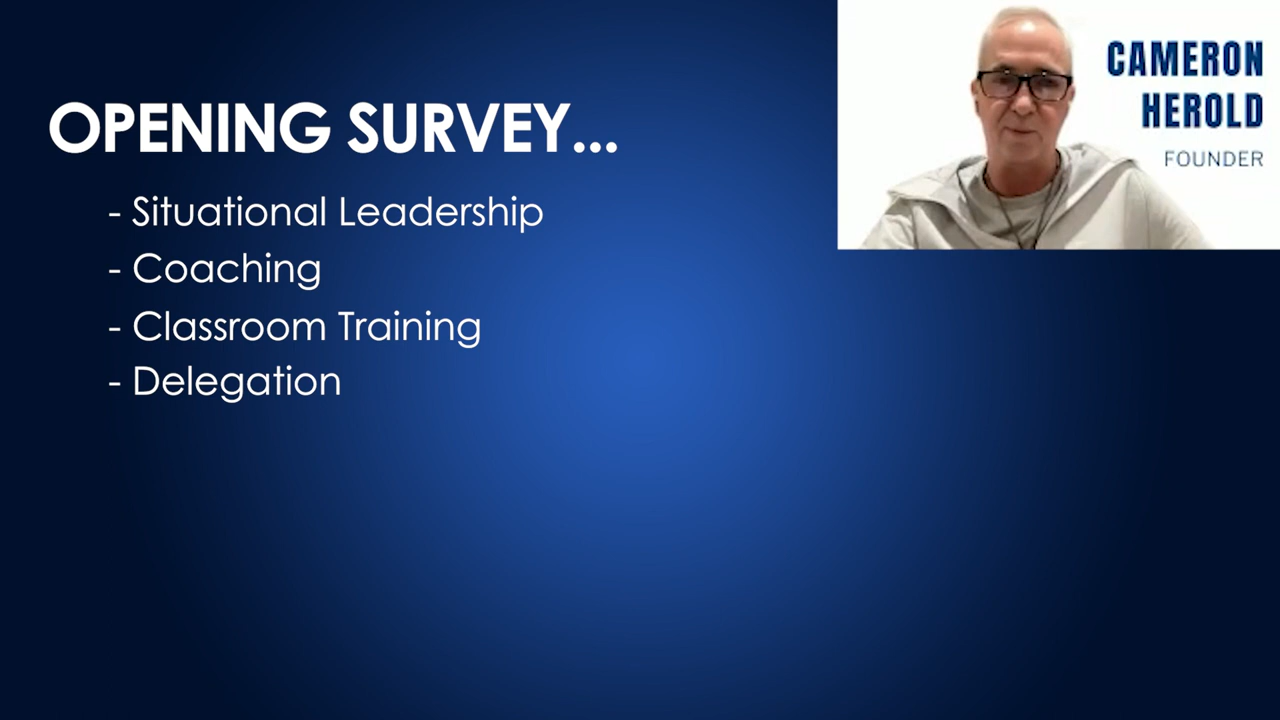 OPENING SURVEY...
- Situational Leadership
- Coaching
- Classroom Training
- Delegation
CAMERON
HEROLD
FOUNDER